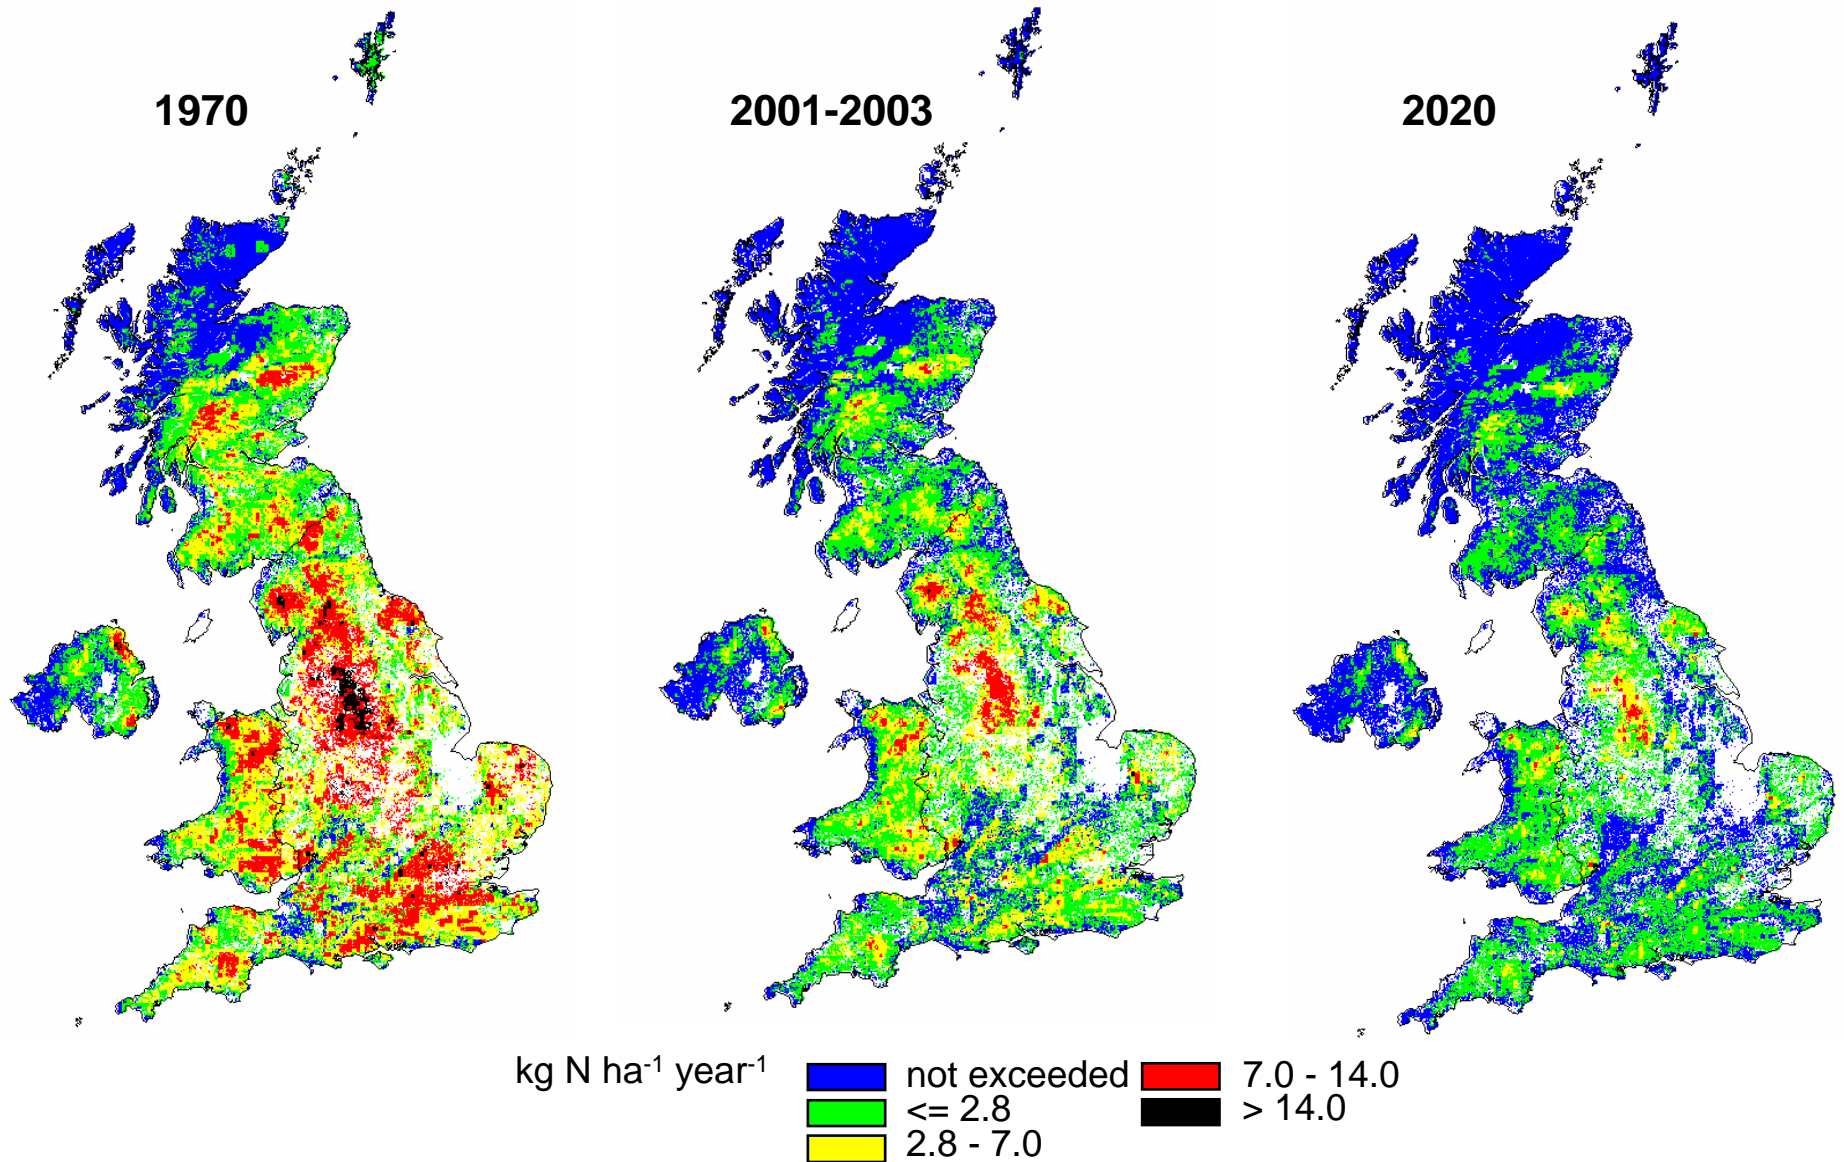 1970
2001-2003
2020
kg N ha-1 year-1
not exceeded
<= 2.8
2.8 - 7.0
7.0 - 14.0
> 14.0